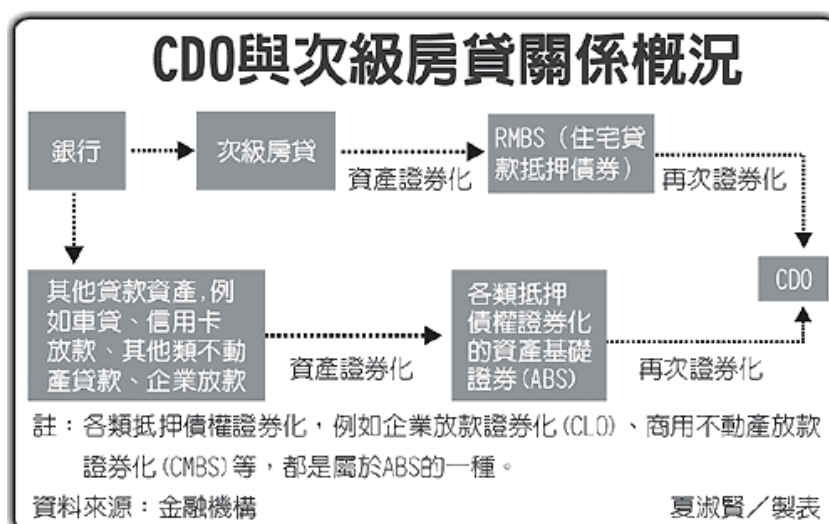 CDO與次級房貸關係概況
銀行
次級房貸
資產證券化
RMBS（住宅貸
款抵押債券）
再次證券化
CDO
其他貸款資產,例
如車貸、信用卡
放款、其他類不動
產貸款、企業放款
資產證券化
各類抵押
債權證券化
的資產基礎
證券(ABS)
再次證券化
註：各類抵押債權證券化，例如企業放款證券化(CLO)、商用不動產放款
證券化(CMBS)等，都是屬於ABS的一種。
資料來源：金融機構
夏淑賢／製表